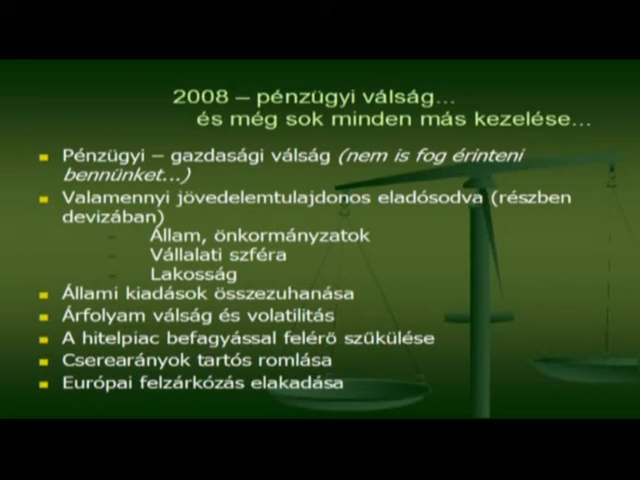 2008 – pénzügyi válság...
és még sok minden más kezelése...
Pénzügyi – gazdasági válság (nem is fog érinteni
bennünket...)
Valamennyi jövedelemtulajdonos eladósodva (részben
devizában)
– Állam, önkormányzatok
– Vállalati szféra
– Lakosság
Állami kiadások összezuhanása
Árfolyam válság és volatilitás
A hitelpiac befagyással felérő szűkülése
Cserearányok tartós romlása
Európai felzárkózás elakadása